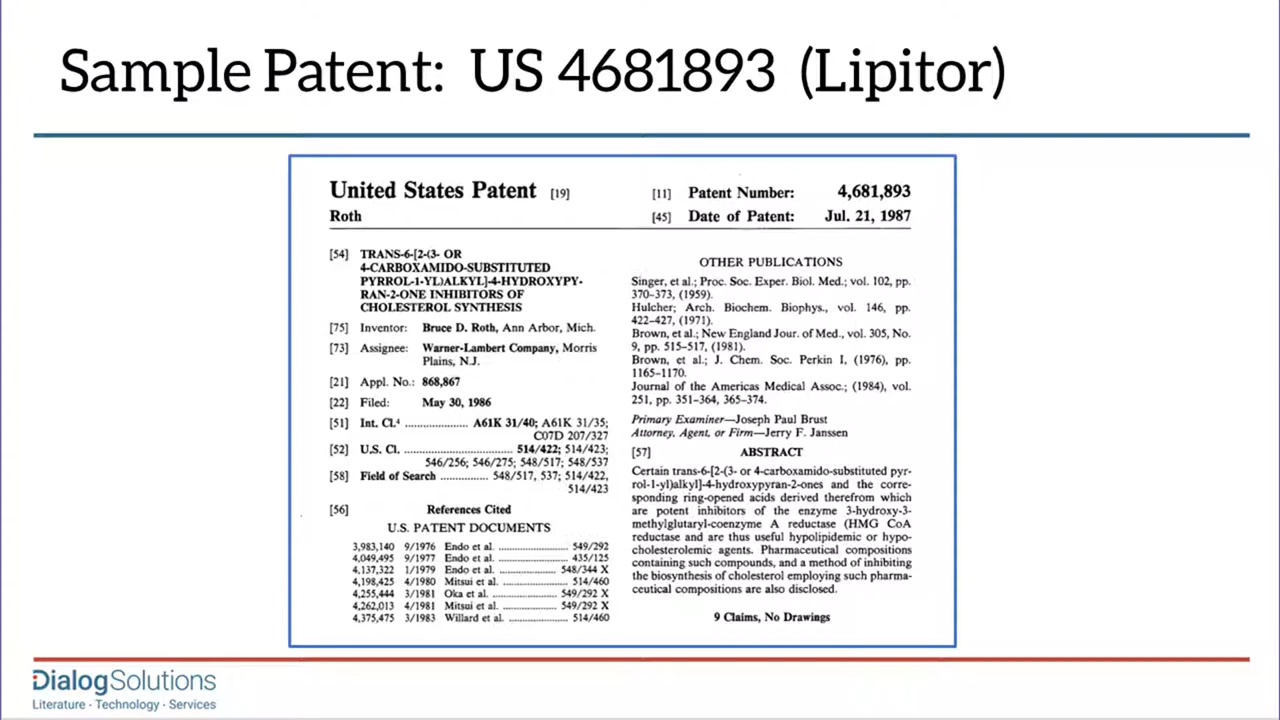 Sample Patent: US 4681893 (Lipitor)
United States Patent [19]
Roth
[11] Patent Number: 4,681,893
[45] Date of Patent: Jul. 21, 1987
[54] TRANS-6-[2-(3- OR
4-CARBOXAMIDO-SUBSTITUTED
PYRROL-1-YL)ALKYL]-4-HYDROXYPY-
RAN-2-ONE INHIBITORS OF
CHOLESTEROL SYNTHESIS
[75] Inventor: Bruce D. Roth, Ann Arbor, Mich.
[73] Assignee: Warner-Lambert Company, Morris
Plains, N.J.
[21] Appl. No.: 868,867
[22] Filed: May 30, 1986
[51] Int. Cl.⁴ .................... A61K 31/40; A61K 31/35;
C07D 207/327
[52] U.S. Cl. .................................. 514/422; 514/423;
546/256; 546/275; 548/517; 548/537
[58] Field of Search ................ 548/517, 537; 514/422,
514/423
[56] References Cited
U.S. PATENT DOCUMENTS
3,983,140 9/1976 Endo et al. ........................ 549/292
4,049,495 9/1977 Endo et al. ........................ 435/125
4,137,322 1/1979 Endo et al. .................... 548/344 X
4,198,425 4/1980 Mitsui et al. ........................ 514/460
4,255,444 3/1981 Oka et al. ........................ 549/292 X
4,262,013 4/1981 Mitsui et al. .................... 549/292 X
4,375,475 3/1983 Willard et al. ...................... 514/460
OTHER PUBLICATIONS
Singer, et al.; Proc. Soc. Exper. Biol. Med.; vol. 102, pp.
370-373, (1959).
Hulcher; Arch. Biochem. Biophys., vol. 146, pp.
422-427, (1971).
Brown, et al.; New England Jour. of Med., vol. 305, No.
9, pp. 515-517, (1981).
Brown, et al.; J. Chem. Soc. Perkin I, (1976), pp.
1165-1170.
Journal of the Americas Medical Assoc.; (1984), vol.
251, pp. 351-364, 365-374.
Primary Examiner—Joseph Paul Brust
Attorney, Agent, or Firm—Jerry F. Janssen
[57] ABSTRACT
Certain trans-6-[2-(3- or 4-carboxamido-substituted pyr-
rol-1-yl)alkyl]-4-hydroxypyran-2-ones and the corre-
sponding ring-opened acids derived therefrom which
are potent inhibitors of the enzyme 3-hydroxy-3-
methylglutaryl-coenzyme A reductase (HMG CoA
reductase and are thus useful hypolipidemic or hypo-
cholesterolemic agents. Pharmaceutical compositions
containing such compounds, and a method of inhibiting
the biosynthesis of cholesterol employing such pharma-
ceutical compositions are also disclosed.
9 Claims, No Drawings
DialogSolutions
Literature · Technology · Services